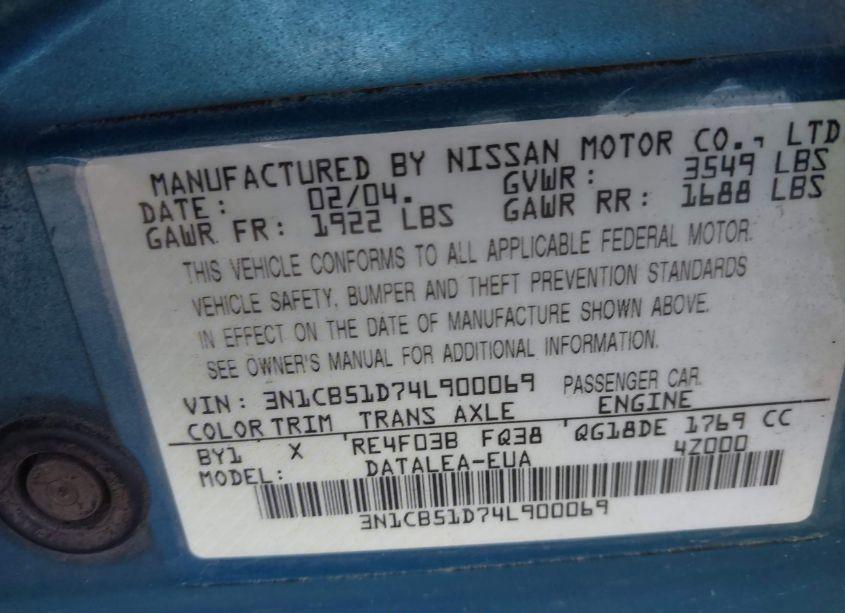 MANUFACTURED BY NISSAN MOTOR CO., LTD
DATE: 02/04. GVWR: 3549 LBS
GAWR FR: 1922 LBS GAWR RR: 1688 LBS
THIS VEHICLE CONFORMS TO ALL APPLICABLE FEDERAL MOTOR
VEHICLE SAFETY, BUMPER AND THEFT PREVENTION STANDARDS
IN EFFECT ON THE DATE OF MANUFACTURE SHOWN ABOVE.
SEE OWNER'S MANUAL FOR ADDITIONAL INFORMATION.
VIN: 3N1CB51D74L900069 PASSENGER CAR
COLOR TRIM TRANS AXLE ENGINE
BY1 X RE4F03B FQ38 QG18DE 1769 CC
MODEL: DATALEA-EUA 4Z000
3N1CB51D74L900069